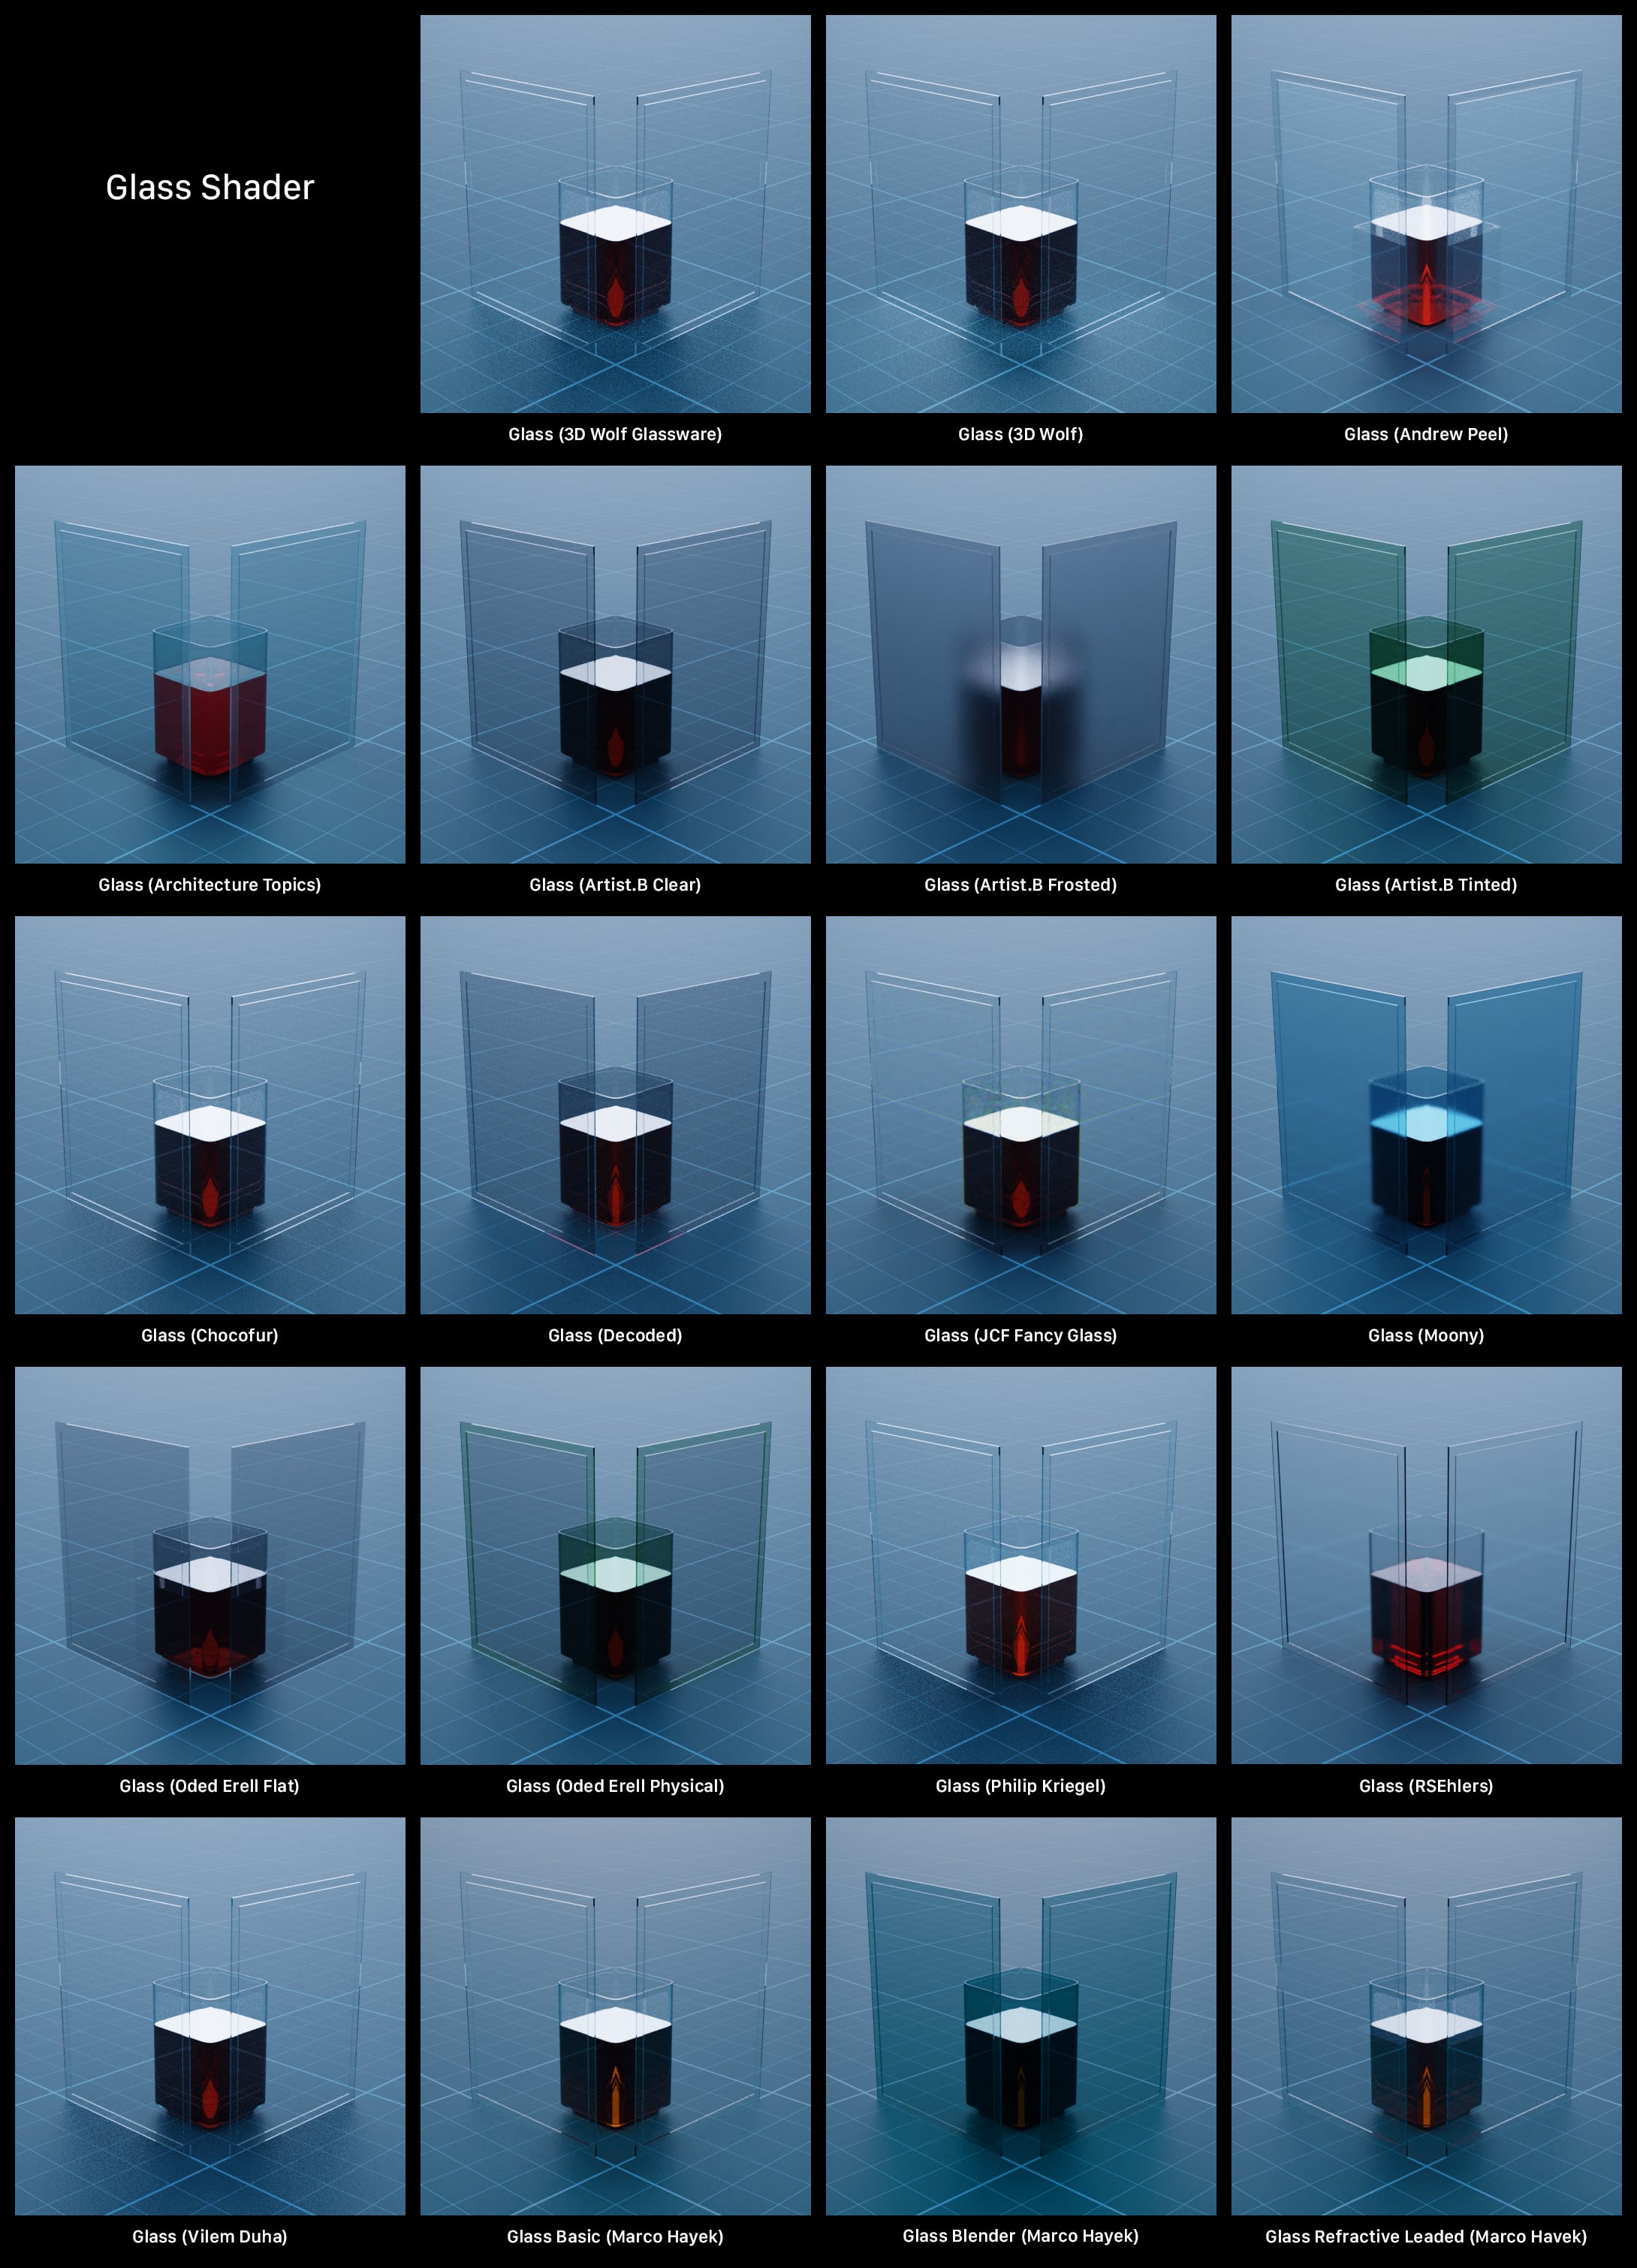 Glass Shader
Glass (3D Wolf Glassware)
Glass (3D Wolf)
Glass (Andrew Peel)
Glass (Architecture Topics)
Glass (Artist.B Clear)
Glass (Artist.B Frosted)
Glass (Artist.B Tinted)
Glass (Chocofur)
Glass (Decoded)
Glass (JCF Fancy Glass)
Glass (Moony)
Glass (Oded Erell Flat)
Glass (Oded Erell Physical)
Glass (Philip Kriegel)
Glass (RSEhlers)
Glass (Vilem Duha)
Glass Basic (Marco Hayek)
Glass Blender (Marco Hayek)
Glass Refractive Leaded (Marco Havek)